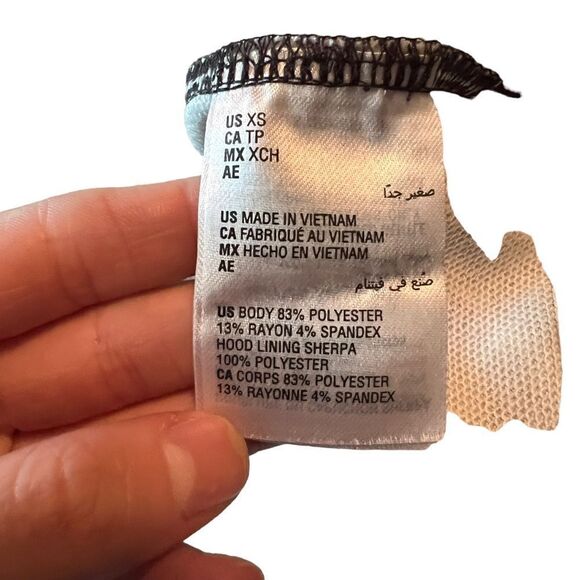 US XS
CA TP
MX XCH
AE
صغير جدًا
US MADE IN VIETNAM
CA FABRIQUÉ AU VIETNAM
MX HECHO EN VIETNAM
AE
صُنع في فيتنام
US BODY 83% POLYESTER
13% RAYON 4% SPANDEX
HOOD LINING SHERPA
100% POLYESTER
CA CORPS 83% POLYESTER
13% RAYONNE 4% SPANDEX